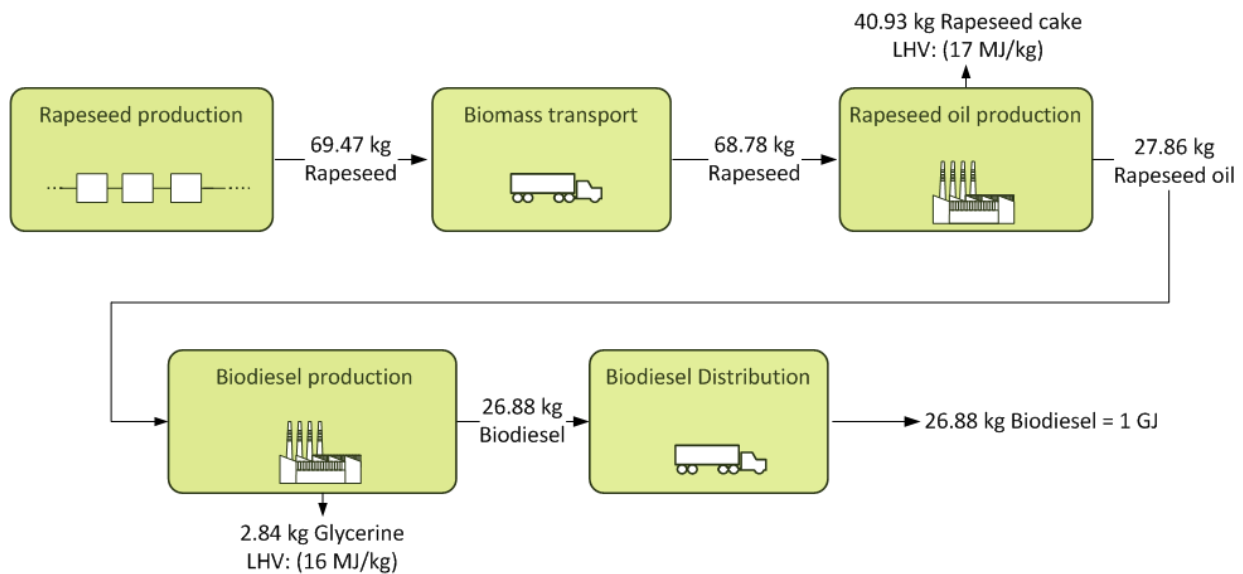 40.93 kg Rapeseed cake
LHV: (17 MJ/kg)
Rapeseed production
69.47 kg
Rapeseed
Biomass transport
68.78 kg
Rapeseed
Rapeseed oil production
27.86 kg
Rapeseed oil
Biodiesel production
26.88 kg
Biodiesel
Biodiesel Distribution
26.88 kg Biodiesel = 1 GJ
2.84 kg Glycerine
LHV: (16 MJ/kg)